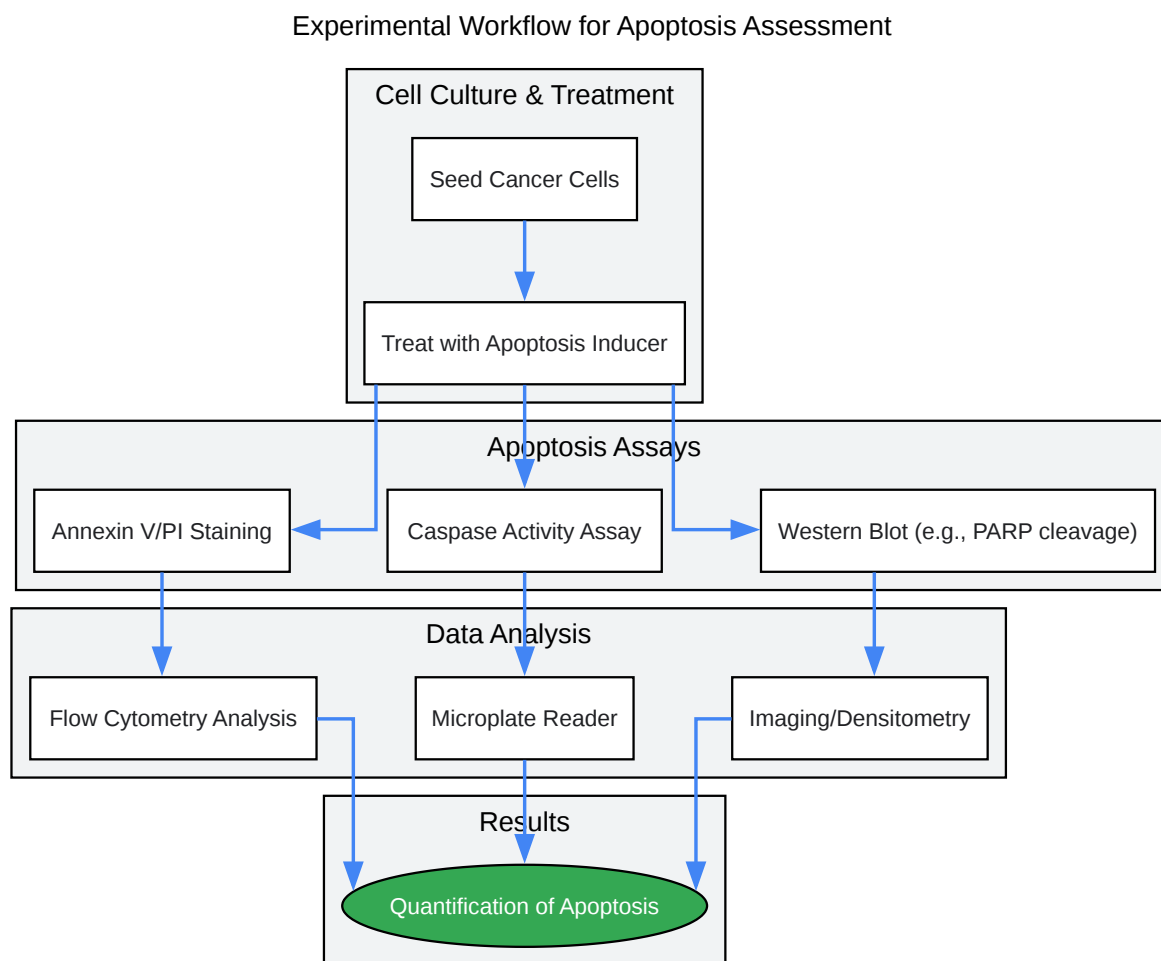 Experimental Workflow for Apoptosis Assessment
Cell Culture & Treatment
Seed Cancer Cells
Treat with Apoptosis Inducer
Apoptosis Assays
Annexin V/PI Staining
Caspase Activity Assay
Western Blot (e.g., PARP cleavage)
Data Analysis
Flow Cytometry Analysis
Microplate Reader
Imaging/Densitometry
Results
Quantification of Apoptosis